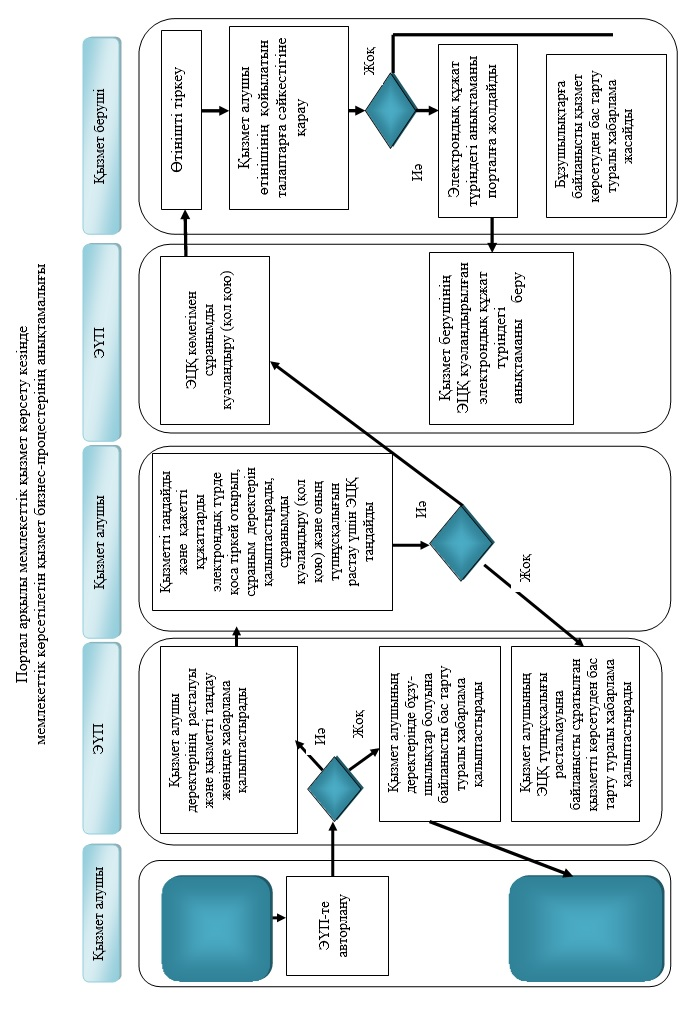 Портал арқылы мемлекеттік қызмет көрсету кезінде
мемлекеттік көрсетілетін қызмет бизнес-процестерінің анықтамалығы
Қызмет алушы
ЭҮП
Қызмет алушы
ЭҮП
Қызмет беруші
ЭҮП-те
авторлану
Қызмет алушы
деректерінің расталуы
және қызметті таңдау
жөнінде хабарлама
қалыптастырады
Иә
Жоқ
Қызмет алушының
деректерінде бұзу-
шылықтар болуына
байланысты бас тарту
туралы хабарлама
қалыптастырады
Қызмет алушының
ЭЦҚ түпнұсқалығы
расталмауына
байланысты сұратылған
қызметті көрсетуден бас
тарту туралы хабарлама
қалыптастырады
Қызметті таңдайды
және қажетті
құжаттарды
электрондық түрде
қоса тіркей отырып,
сұраным деректерін
қалыптастырады,
сұранымды
куәландыру (қол
қою) және оның
түпнұсқалығын
растау үшін ЭЦҚ
таңдайды
Иә
Жоқ
ЭЦҚ көметімен
сұранымды
куәландыру (қол қою)
Қызмет берушінің
ЭЦҚ куәландырылған
электрондық құжат
түріндегі
анықтаманы беру
Өтінішті тіркеу
Қызмет алушы
өтінішінің қойылатын
талаптарға сәйкестігіне
қарау
Жоқ
Иә
Электрондық құжат
түріндегі анықтаманы
порталға жолдайды
Бұзушылықтарға
байланысты қызмет
көрсетуден бас тарту
туралы хабарлама
жасайды